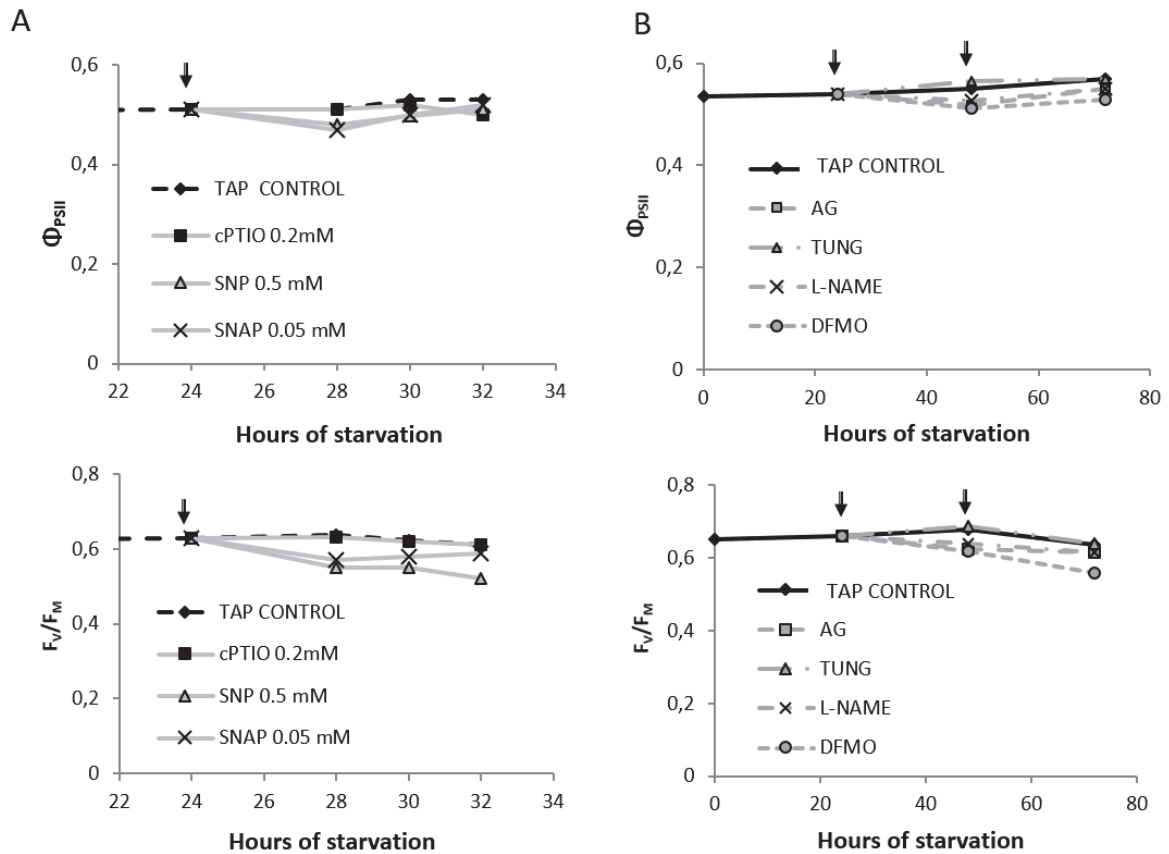 A
0,6
0,4
0,2
0
ΦPSII
TAP CONTROL
cPTIO 0.2mM
SNP 0.5 mM
SNAP 0.05 mM
22 24 26 28 30 32 34
Hours of starvation
B
0,6
0,4
0,2
0
ΦPSII
TAP CONTROL
AG
TUNG
L-NAME
DFMO
0 20 40 60 80
Hours of starvation
0,8
0,6
0,4
0,2
0
FV/FM
TAP CONTROL
cPTIO 0.2mM
SNP 0.5 mM
SNAP 0.05 mM
22 24 26 28 30 32 34
Hours of starvation
0,8
0,6
0,4
0,2
0
FV/FM
TAP CONTROL
AG
TUNG
L-NAME
DFMO
0 20 40 60 80
Hours of starvation